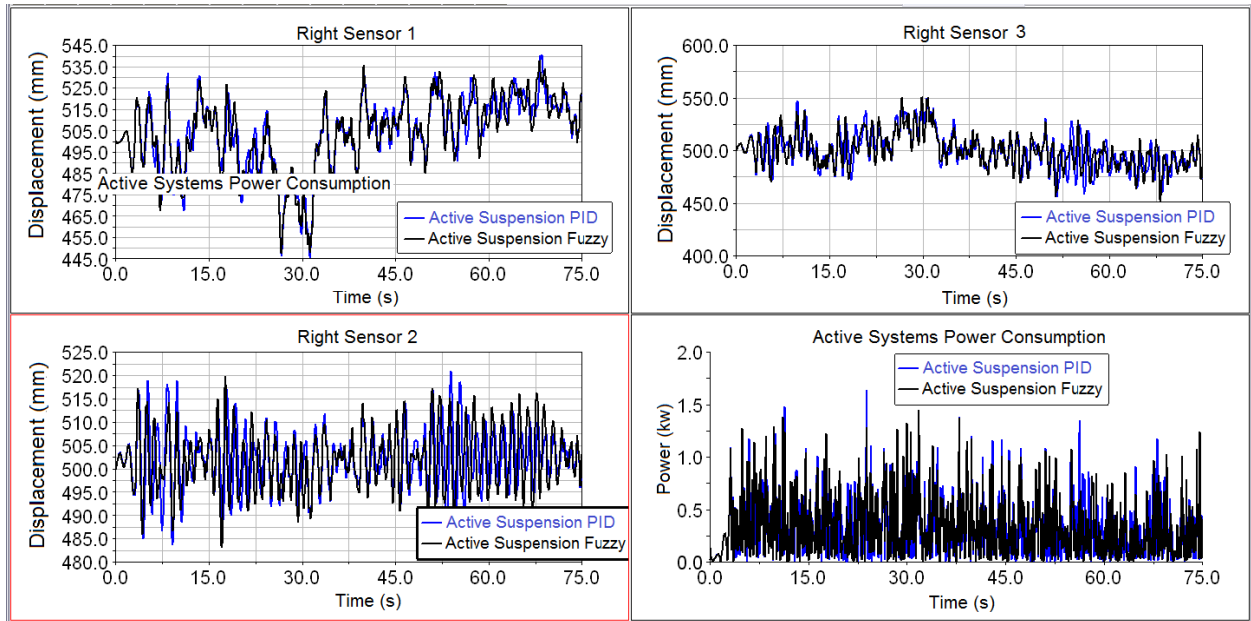 Right Sensor 1
Displacement (mm)
545.0
535.0
525.0
515.0
505.0
495.0
485.0
475.0
465.0
455.0
445.0
Active Systems Power Consumption
Active Suspension PID
Active Suspension Fuzzy
0.0 15.0 30.0 45.0 60.0 75.0
Time (s)
Right Sensor 3
Displacement (mm)
600.0
550.0
500.0
450.0
400.0
Active Suspension PID
Active Suspension Fuzzy
0.0 15.0 30.0 45.0 60.0 75.0
Time (s)
Right Sensor 2
Displacement (mm)
525.0
520.0
515.0
510.0
505.0
500.0
495.0
490.0
485.0
480.0
Active Suspension PID
Active Suspension Fuzzy
0.0 15.0 30.0 45.0 60.0 75.0
Time (s)
Active Systems Power Consumption
Power (kw)
2.0
1.5
1.0
0.5
0.0
Active Suspension PID
Active Suspension Fuzzy
0.0 15.0 30.0 45.0 60.0 75.0
Time (s)